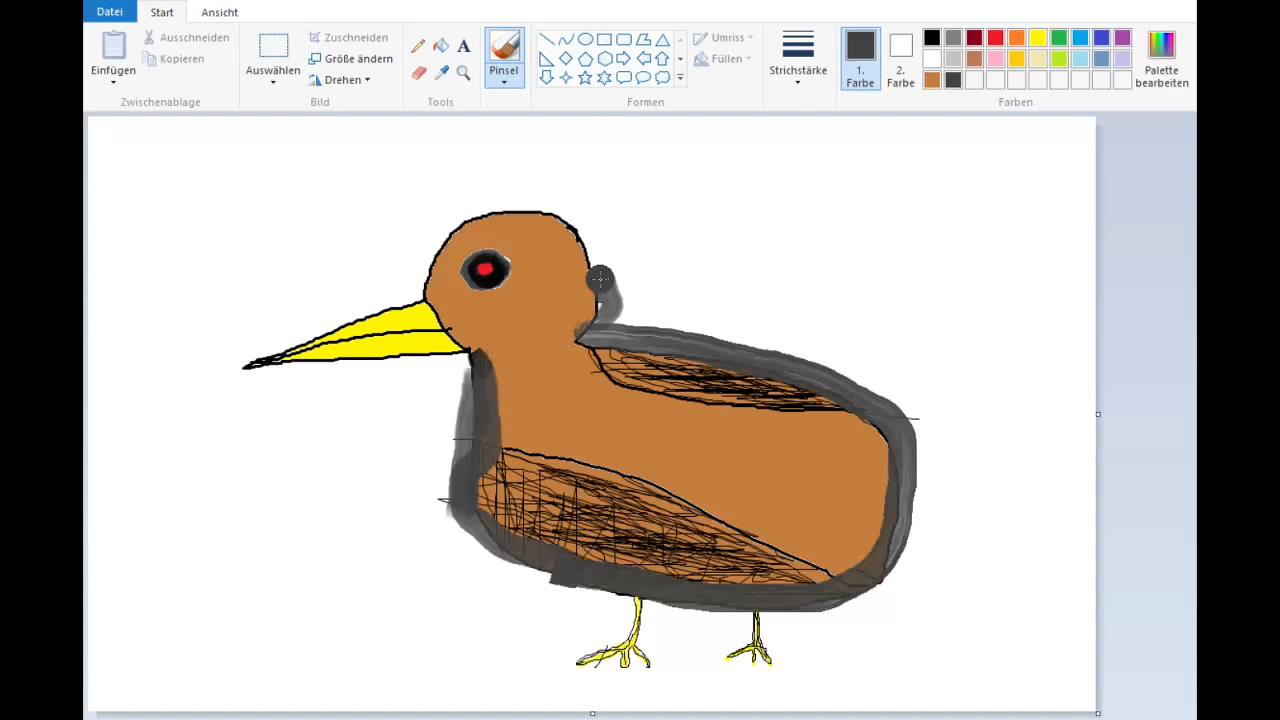 Datei Start Ansicht
Einfügen
Ausschneiden
Kopieren
Zwischenablage
Auswählen
Zuschneiden
Größe ändern
Drehen
Bild
A
Tools
Pinsel
Umriss
Füllen
Formen
Strichstärke
1.
Farbe
2.
Farbe
Palette
bearbeiten
Farben